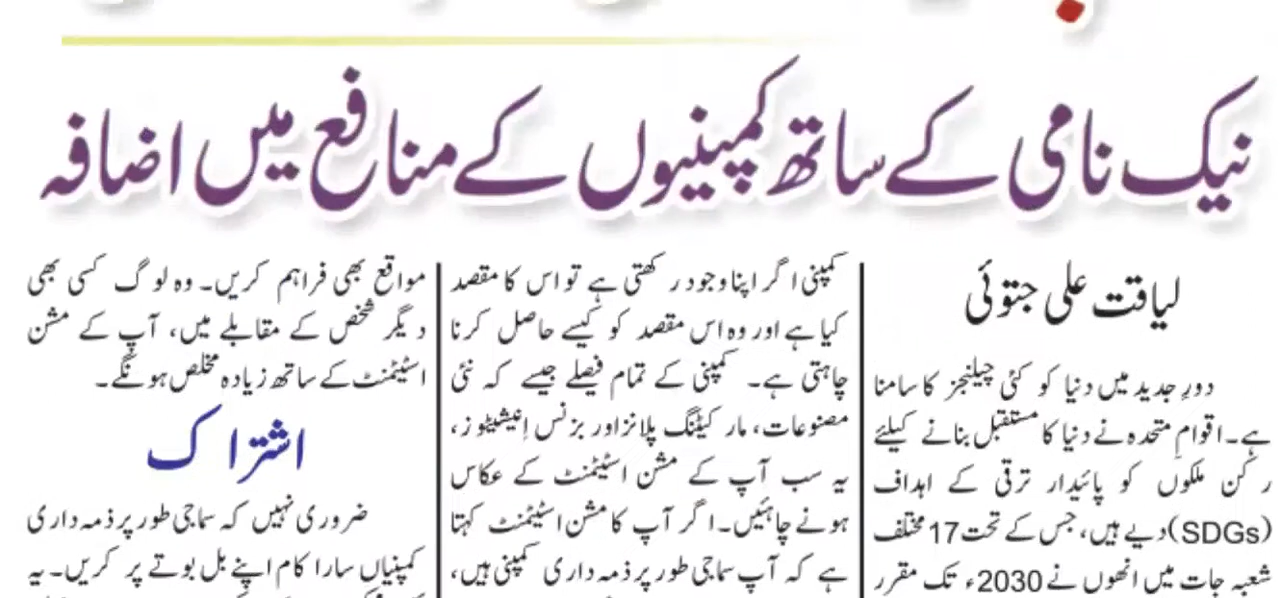 نیک نامی کے ساتھ کمپنیوں کے منافع میں اضافہ
لیاقت علی جتوئی
دورِ جدید میں دنیا کو کئی چیلنجز کا سامنا
ہے۔ اقوامِ متحدہ نے دنیا کا مستقبل بنانے کیلئے
رکن ملکوں کو پائیدار ترقی کے اہداف
(SDGs) دیے ہیں، جس کے تحت 17 مختلف
شعبہ جات میں انھوں نے 2030ء تک مقرر
کمپنی اگر اپنا وجود رکھتی ہے تو اس کا مقصد
کیا ہے اور وہ اس مقصد کو کیسے حاصل کرنا
چاہتی ہے۔ کمپنی کے تمام فیصلے جیسے کہ نئی
مصنوعات، مارکیٹنگ پلانز اور بزنس اِنیشیٹوز،
یہ سب آپ کے مشن اسٹیٹمنٹ کے عکاس
ہونے چاہئیں۔ اگر آپ کا مشن اسٹیٹمنٹ کہتا
ہے کہ آپ سماجی طور پر ذمہ داری کمپنی ہیں،
مواقع بھی فراہم کریں۔ وہ لوگ کسی بھی
دیگر شخص کے مقابلے میں، آپ کے مشن
اسٹیٹمنٹ کے ساتھ زیادہ مخلص ہونگے۔
اشتراک
ضروری نہیں کہ سماجی طور پر ذمہ داری
کمپنیاں سارا کام اپنے بل بوتے پر کریں۔ یہ